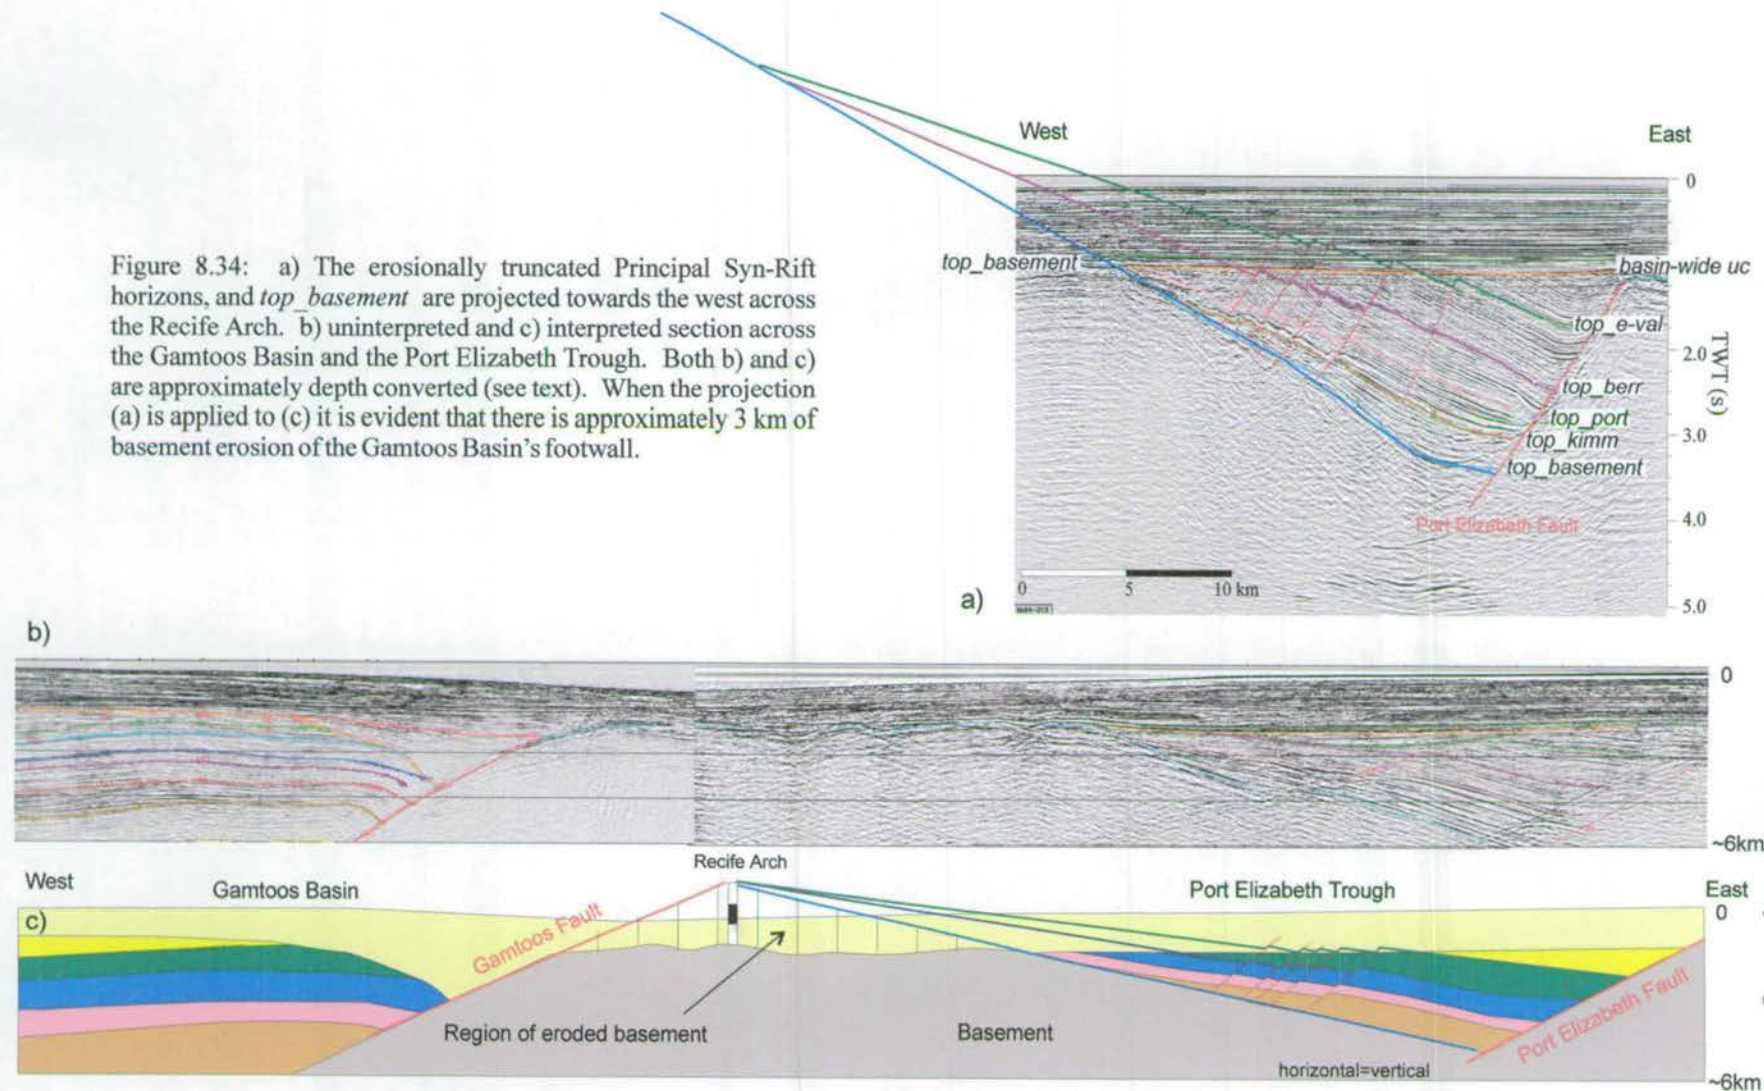 West
East
0
top_basement
basin-wide uc
top_e-val
2.0
TWT (s)
top_berr
top_port
3.0
top_kimm
top_basement
4.0
Port Elizabeth Fault
0
5
10 km
a)
5.0
Figure 8.34: a) The erosionally truncated Principal Syn-Rift
horizons, and top_basement are projected towards the west across
the Recife Arch. b) uninterpreted and c) interpreted section across
the Gamtoos Basin and the Port Elizabeth Trough. Both b) and c)
are approximately depth converted (see text). When the projection
(a) is applied to (c) it is evident that there is approximately 3 km of
basement erosion of the Gamtoos Basin's footwall.
b)
0
~6km
Recife Arch
West
Gamtoos Basin
Port Elizabeth Trough
East
c)
0
Gamtoos Fault
Region of eroded basement
Basement
Port Elizabeth Fault
horizontal=vertical
~6km